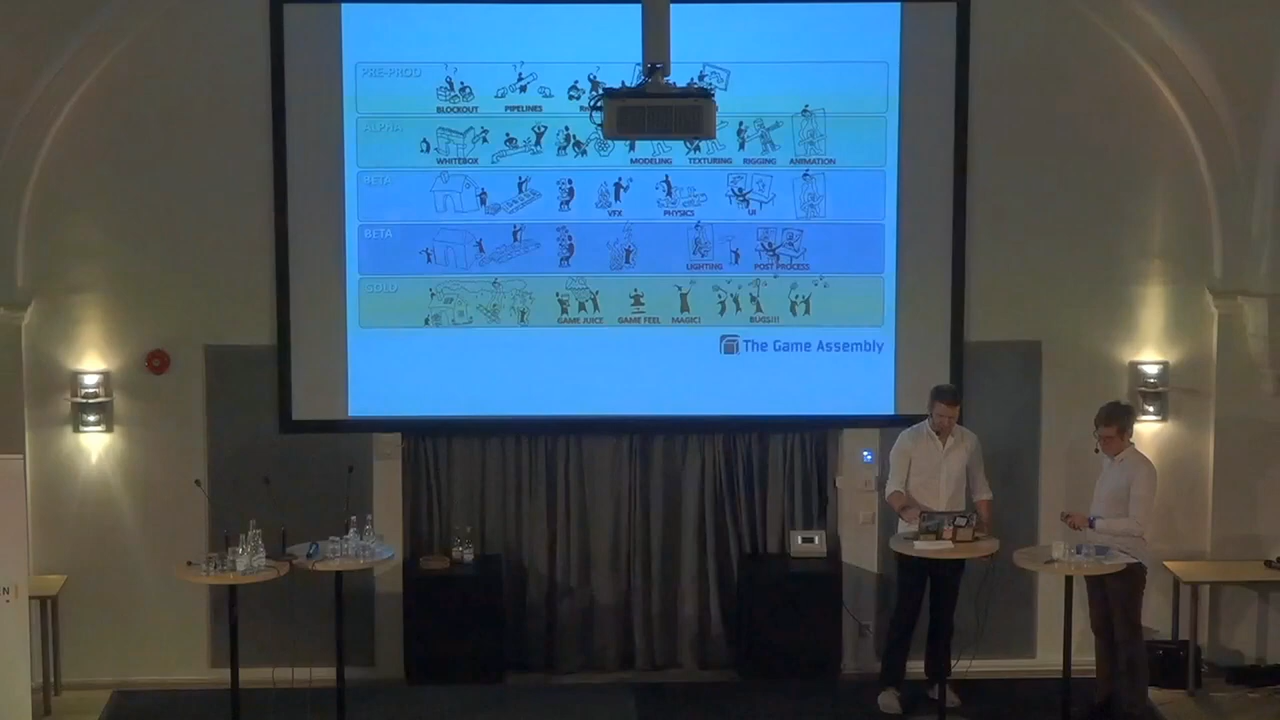 PRE-PROD
BLOCKOUT PIPELINES
ALPHA
WHITEBOX MODELING TEXTURING RIGGING ANIMATION
BETA
VFX PHYSICS UI
BETA
LIGHTING POST PROCESS
GOLD
GAME JUICE GAME FEEL MAGIC! BUGS!!!
The Game Assembly